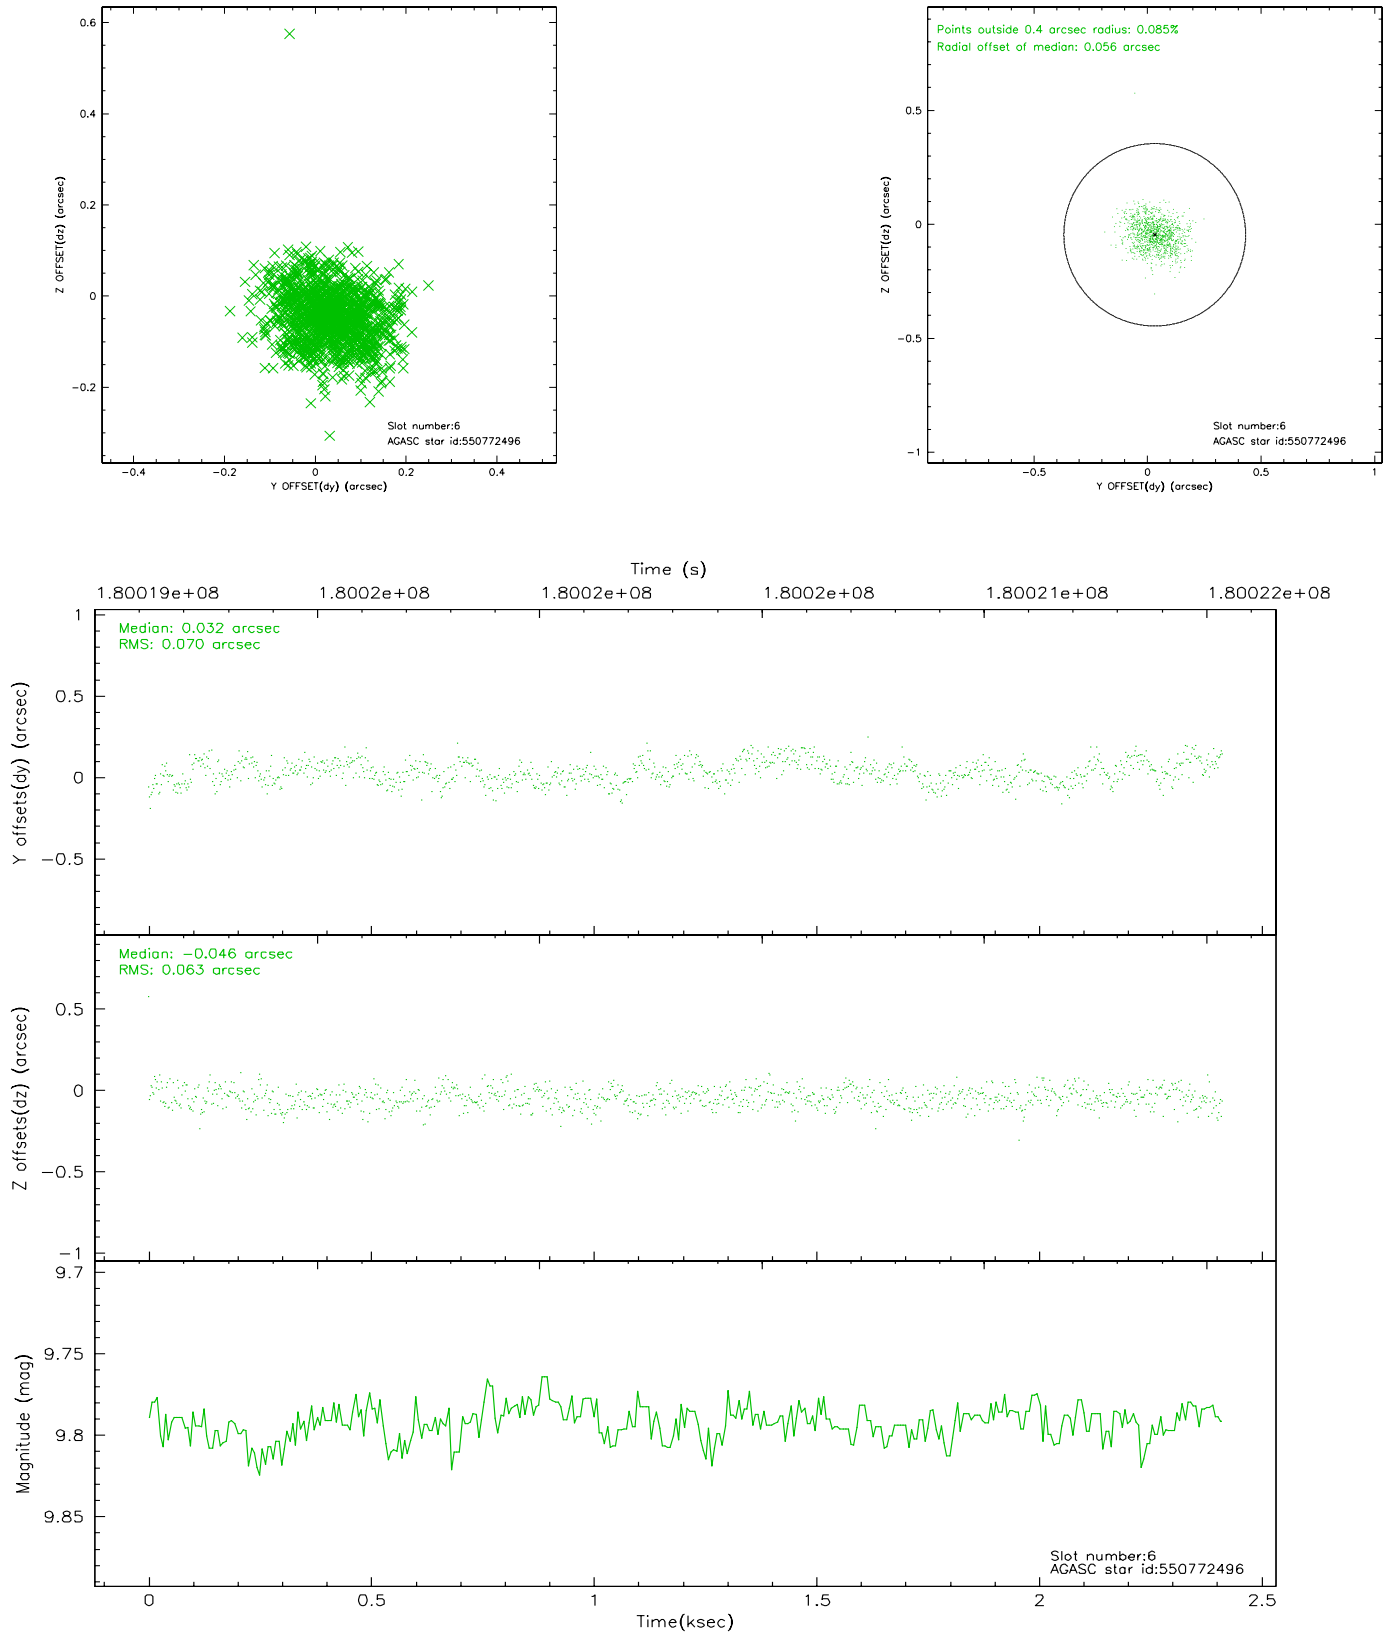 0.6
0.4
0.2
0
−0.2
Z OFFSET(dz) (arcsec)
Slot number:6
AGASC star id:550772496
−0.4 −0.2 0 0.2 0.4
Y OFFSET(dy) (arcsec)
Points outside 0.4 arcsec radius: 0.085%
Radial offset of median: 0.056 arcsec
0.5
0
−0.5
−1
Z OFFSET(dz) (arcsec)
Slot number:6
AGASC star id:550772496
−0.5 0 0.5 1
Y OFFSET(dy) (arcsec)
Time (s)
1.80019e+08 1.8002e+08 1.8002e+08 1.8002e+08 1.80021e+08 1.80022e+08
Median: 0.032 arcsec
RMS: 0.070 arcsec
1
0.5
0
−0.5
Y offsets(dy) (arcsec)
Median: −0.046 arcsec
RMS: 0.063 arcsec
0.5
0
−0.5
−1
Z offsets(dz) (arcsec)
9.7
9.75
9.8
9.85
Magnitude (mag)
Slot number:6
AGASC star id:550772496
0 0.5 1 1.5 2 2.5
Time(ksec)